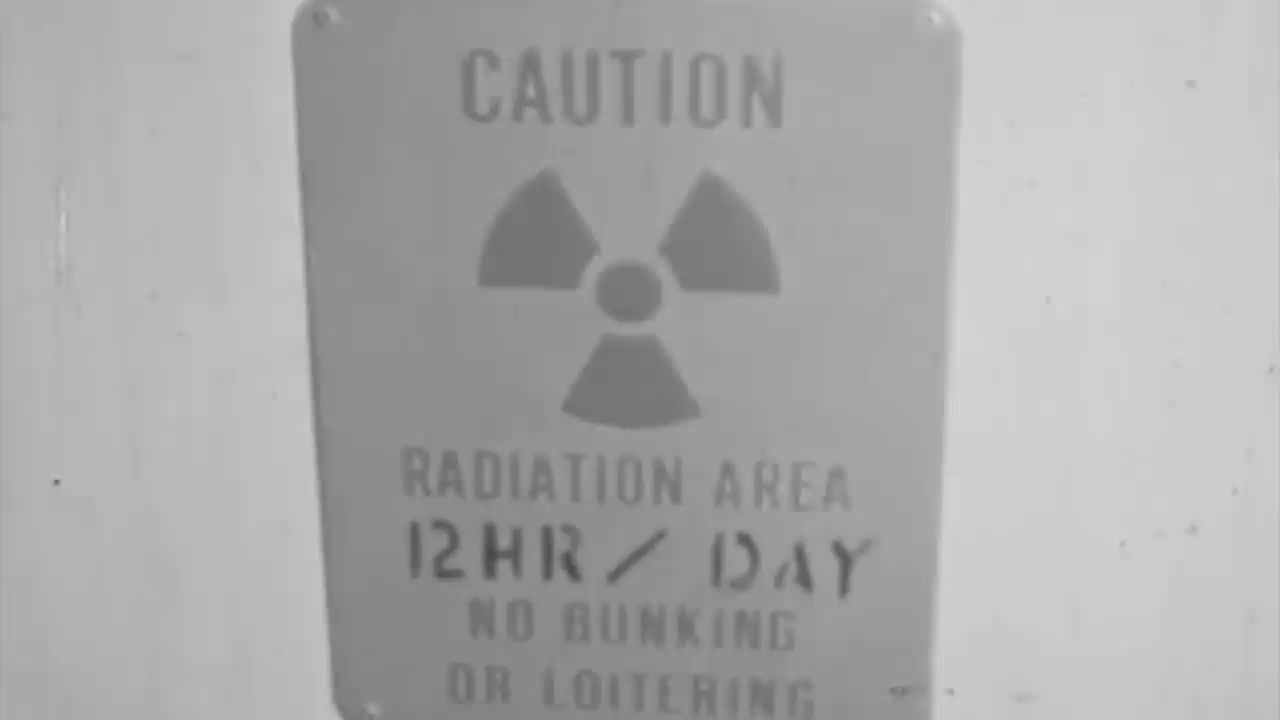 CAUTION
RADIATION AREA
12HR / DAY
NO BUNKING
OR LOITERING